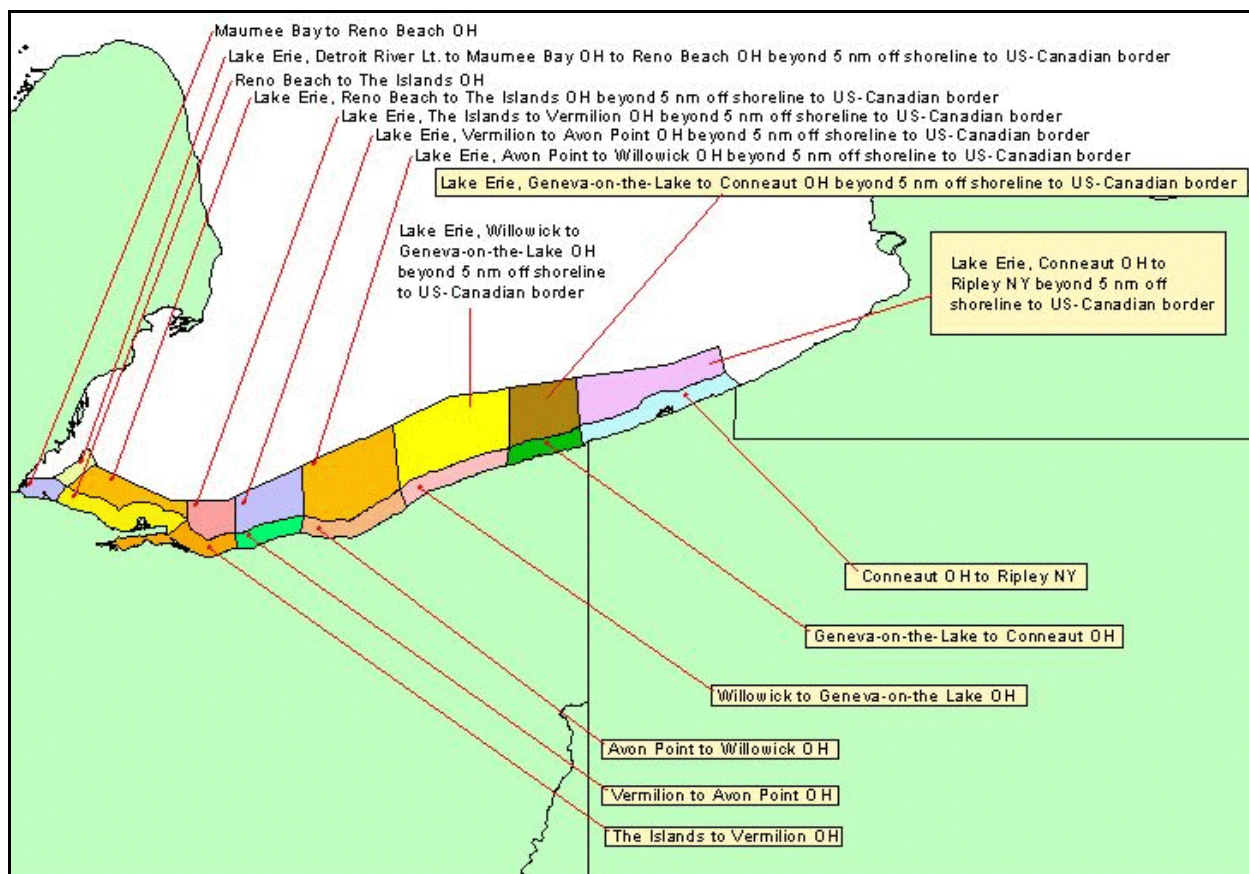 Maumee Bay to Reno Beach OH
Lake Erie, Detroit River Lt. to Maumee Bay OH to Reno Beach OH beyond 5 nm off shoreline to US-Canadian border
Reno Beach to The Islands OH
Lake Erie, Reno Beach to The Islands OH beyond 5 nm off shoreline to US-Canadian border
Lake Erie, The Islands to Vermilion OH beyond 5 nm off shoreline to US-Canadian border
Lake Erie, Vermilion to Avon Point OH beyond 5 nm off shoreline to US-Canadian border
Lake Erie, Avon Point to Willowick OH beyond 5 nm off shoreline to US-Canadian border
Lake Erie, Geneva-on-the-Lake to Conneaut OH beyond 5 nm off shoreline to US-Canadian border
Lake Erie, Willowick to
Geneva-on-the-Lake OH
beyond 5 nm off shoreline
to US-Canadian border
Lake Erie, Conneaut OH to
Ripley NY beyond 5 nm off
shoreline to US-Canadian border
Conneaut OH to Ripley NY
Geneva-on-the-Lake to Conneaut OH
Willowick to Geneva-on-the Lake OH
Avon Point to Willowick OH
Vermilion to Avon Point OH
The Islands to Vermilion OH